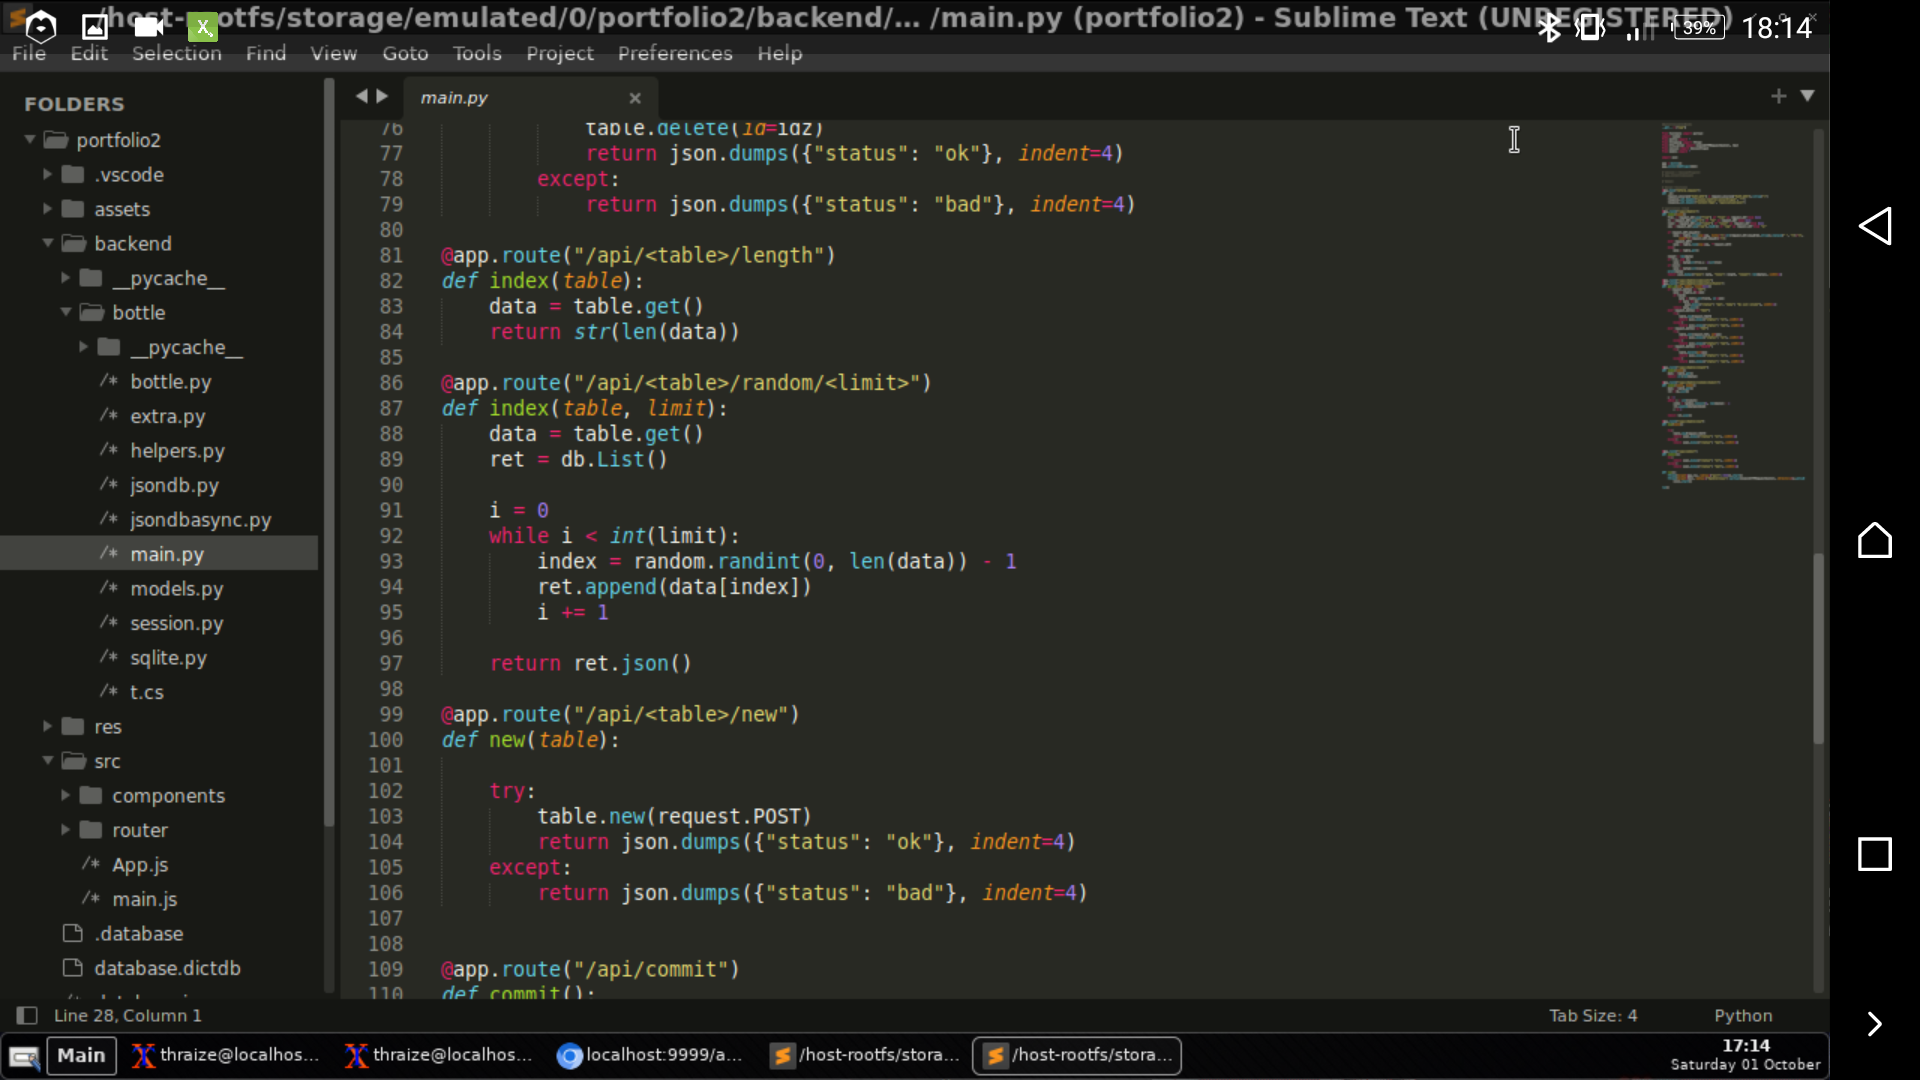 /host-rootfs/storage/emulated/0/portfolio2/backend/... /main.py (portfolio2) - Sublime Text (UNREGISTERED)
39% 18:14
File Edit Selection Find View Goto Tools Project Preferences Help
FOLDERS
portfolio2
.vscode
assets
backend
__pycache__
bottle
__pycache__
/* bottle.py
/* extra.py
/* helpers.py
/* jsondb.py
/* jsondbasync.py
/* main.py
/* models.py
/* session.py
/* sqlite.py
/* t.cs
res
src
components
router
/* App.js
/* main.js
.database
database.dictdb
main.py
76 table.delete(id=idz)
77 return json.dumps({"status": "ok"}, indent=4)
78 except:
79 return json.dumps({"status": "bad"}, indent=4)
80
81 @app.route("/api/<table>/length")
82 def index(table):
83 data = table.get()
84 return str(len(data))
85
86 @app.route("/api/<table>/random/<limit>")
87 def index(table, limit):
88 data = table.get()
89 ret = db.List()
90
91 i = 0
92 while i < int(limit):
93 index = random.randint(0, len(data)) - 1
94 ret.append(data[index])
95 i += 1
96
97 return ret.json()
98
99 @app.route("/api/<table>/new")
100 def new(table):
101
102 try:
103 table.new(request.POST)
104 return json.dumps({"status": "ok"}, indent=4)
105 except:
106 return json.dumps({"status": "bad"}, indent=4)
107
108
109 @app.route("/api/commit")
110 def commit():
Line 28, Column 1
Tab Size: 4 Python
Main thraize@localhos... thraize@localhos... localhost:9999/a... /host-rootfs/stora... /host-rootfs/stora...
17:14
Saturday 01 October